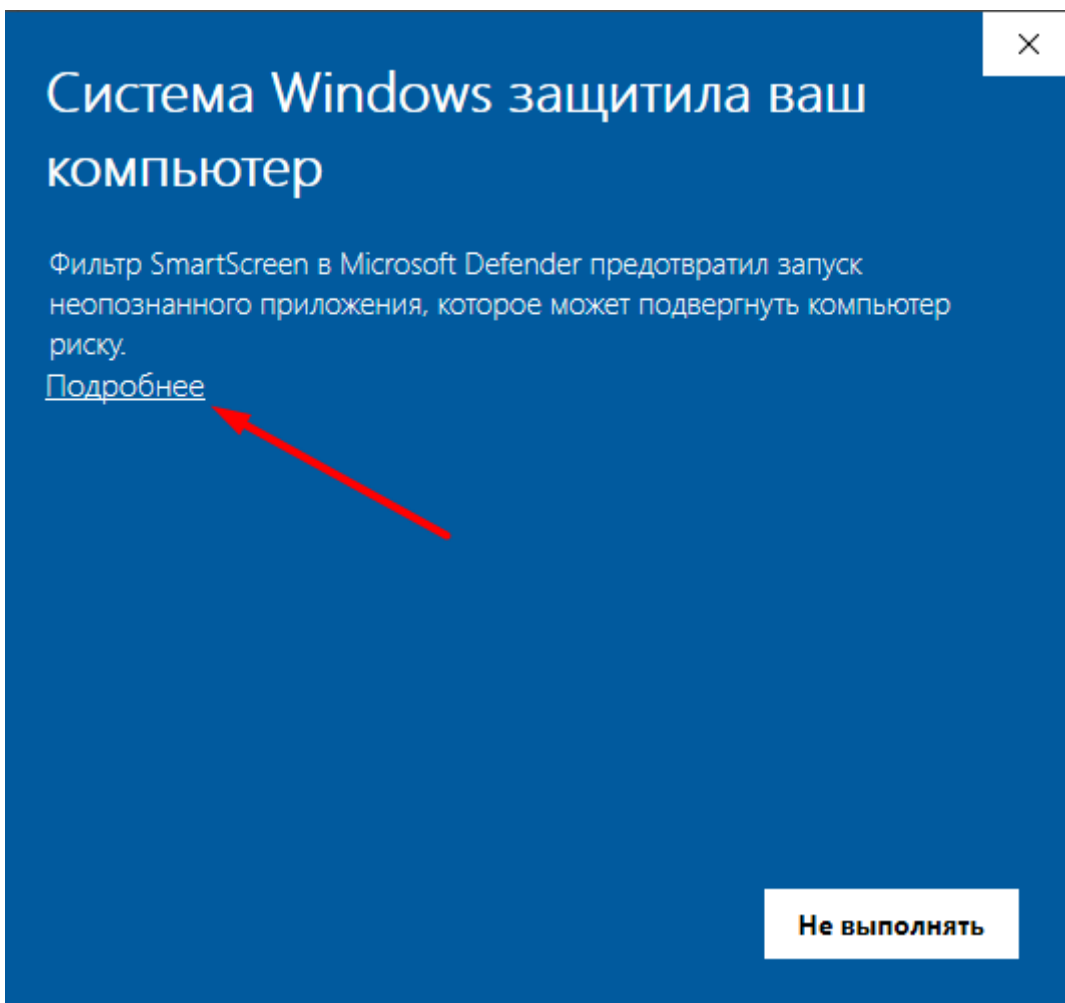 Система Windows защитила ваш
компьютер
Фильтр SmartScreen в Microsoft Defender предотвратил запуск
неопознанного приложения, которое может подвергнуть компьютер
риску.
Подробнее
Не выполнять